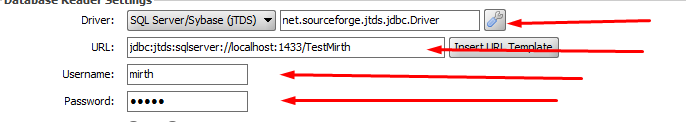 Database Reader Settings
Driver: SQL Server/Sybase (jTDS) net.sourceforge.jtds.jdbc.Driver
URL: jdbc:jtds:sqlserver://localhost:1433/TestMirth Insert URL Template
Username: mirth
Password: •••••